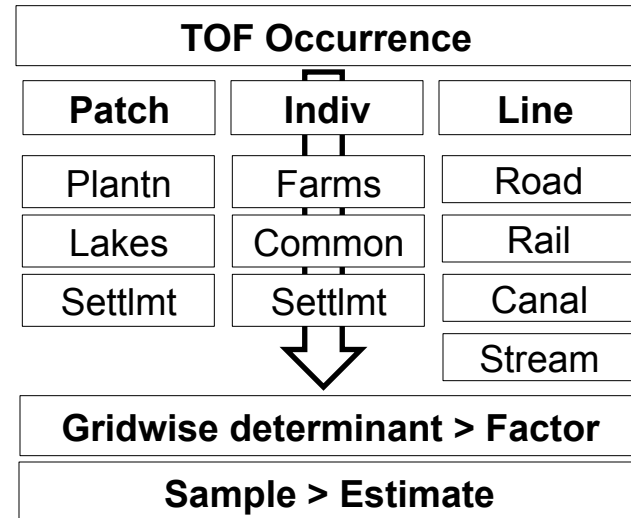 TOF Occurrence
Patch
Indiv
Line
Plantn
Farms
Road
Lakes
Common
Rail
Settlmt
Settlmt
Canal
Stream
Gridwise determinant > Factor
Sample > Estimate